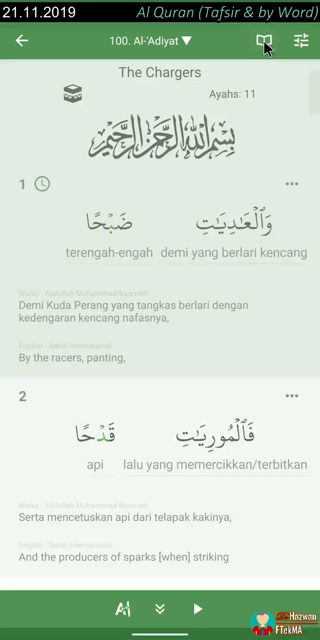 21.11.2019
Al Quran (Tafsir & by Word)
100. Al-'Adiyat ▼
The Chargers
Ayahs: 11
بِسْمِ اللَّهِ الرَّحْمَٰنِ الرَّحِيمِ
1
وَٱلْعَـٰدِيَـٰتِ ضَبْحًا
terengah-engah demi yang berlari kencang
Malay - Abdullah Muhammad Basmeih
Demi Kuda Perang yang tangkas berlari dengan
kedengaran kencang nafasnya,
English - Sahih International
By the racers, panting,
2
فَٱلْمُورِيَـٰتِ قَدْحًا
api lalu yang memercikkan/terbitkan
Malay - Abdullah Muhammad Basmeih
Serta mencetuskan api dari telapak kakinya,
English - Sahih International
And the producers of sparks [when] striking
Hazwan
FTekMA